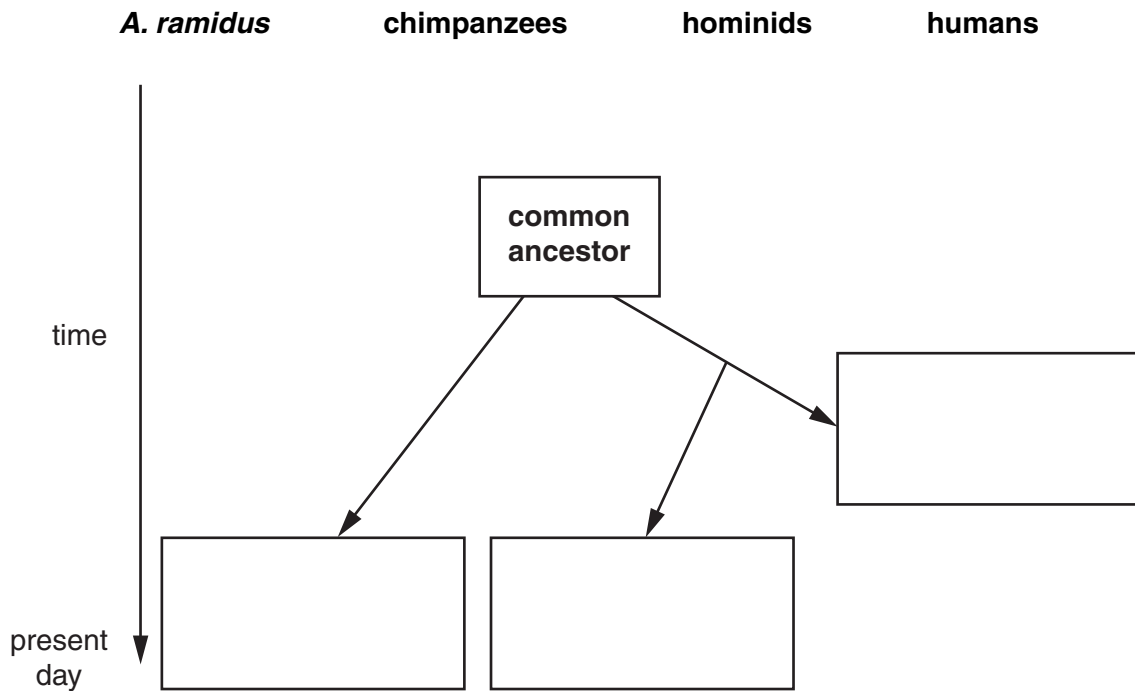 A. ramidus chimpanzees hominids humans
common
ancestor
time
present
day